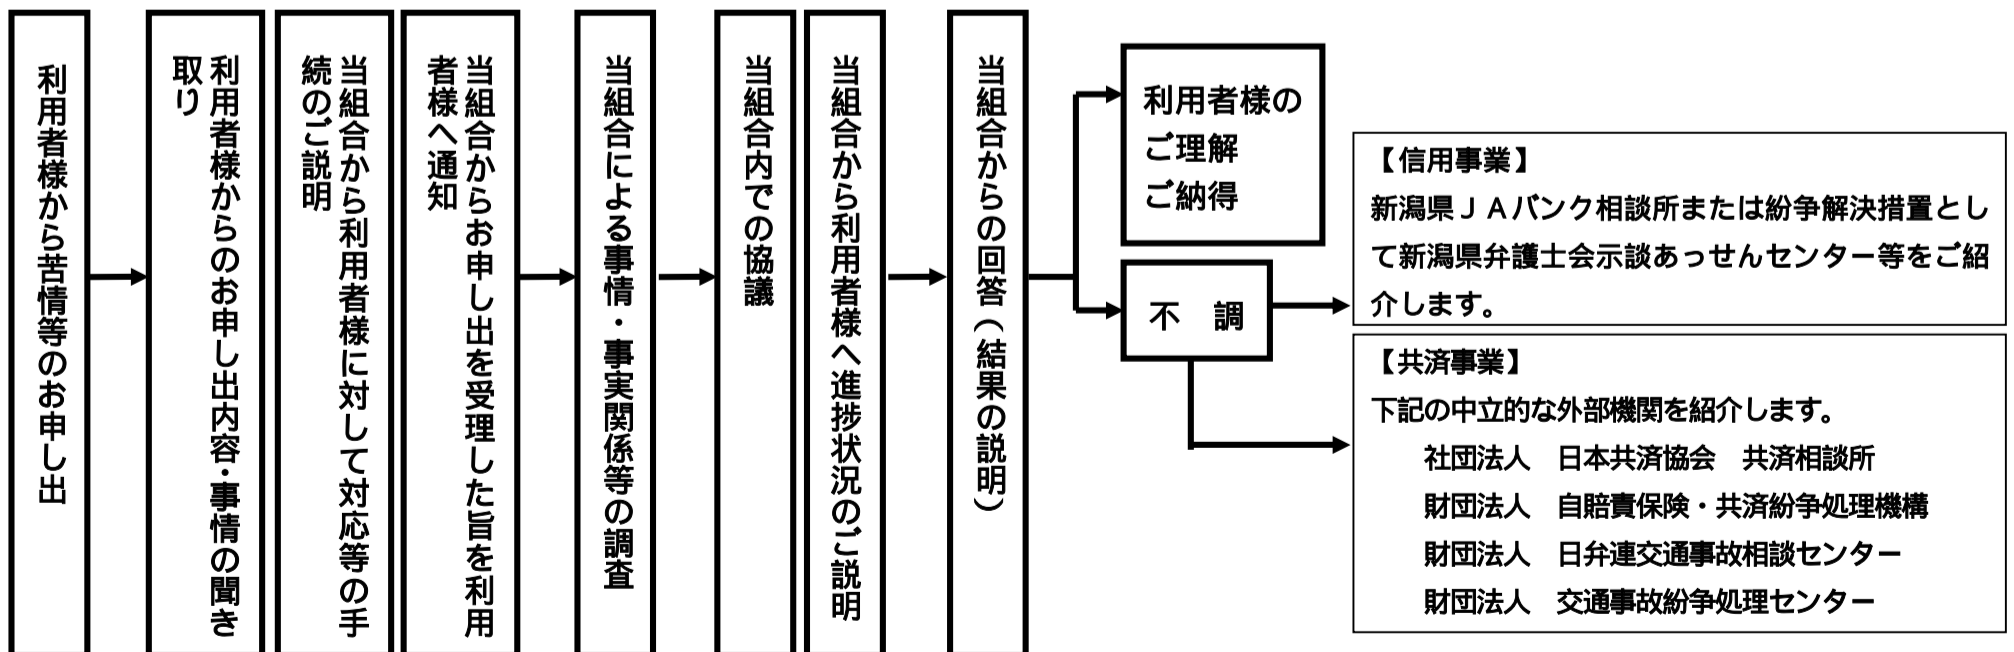 利用者様から苦情等のお申し出
利用者様からのお申し出内容・事情の聞き
取り
当組合から利用者様に対して対応等の手
続のご説明
当組合からお申し出を受理した旨を利用
者様へ通知
当組合による事情・事実関係等の調査
当組合内での協議
当組合から利用者様へ進捗状況のご説明
当組合からの回答（結果の説明）
利用者様の
ご理解
ご納得
不　調
【信用事業】
新潟県ＪＡバンク相談所または紛争解決措置とし
て新潟県弁護士会示談あっせんセンター等をご紹
介します。
【共済事業】
下記の中立的な外部機関を紹介します。
社団法人　日本共済協会　共済相談所
財団法人　自賠責保険・共済紛争処理機構
財団法人　日弁連交通事故相談センター
財団法人　交通事故紛争処理センター